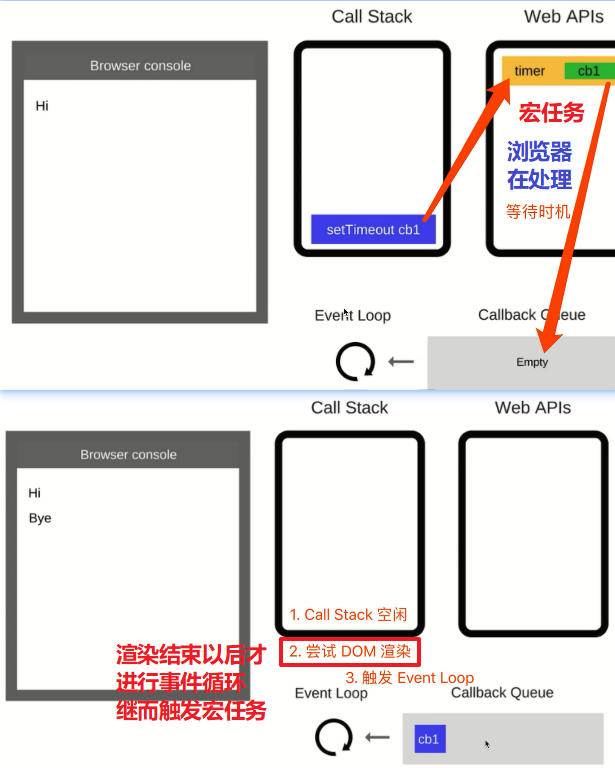 Call Stack
Web APIs
Browser console
timer
cb1
Hi
宏任务
浏览器
在处理
等待时机
setTimeout cb1
Event Loop
Callback Queue
Empty
Call Stack
Web APIs
Browser console
Hi
Bye
1. Call Stack 空闲
2. 尝试 DOM 渲染
3. 触发 Event Loop
渲染结束以后才
进行事件循环
继而触发宏任务
Event Loop
Callback Queue
cb1